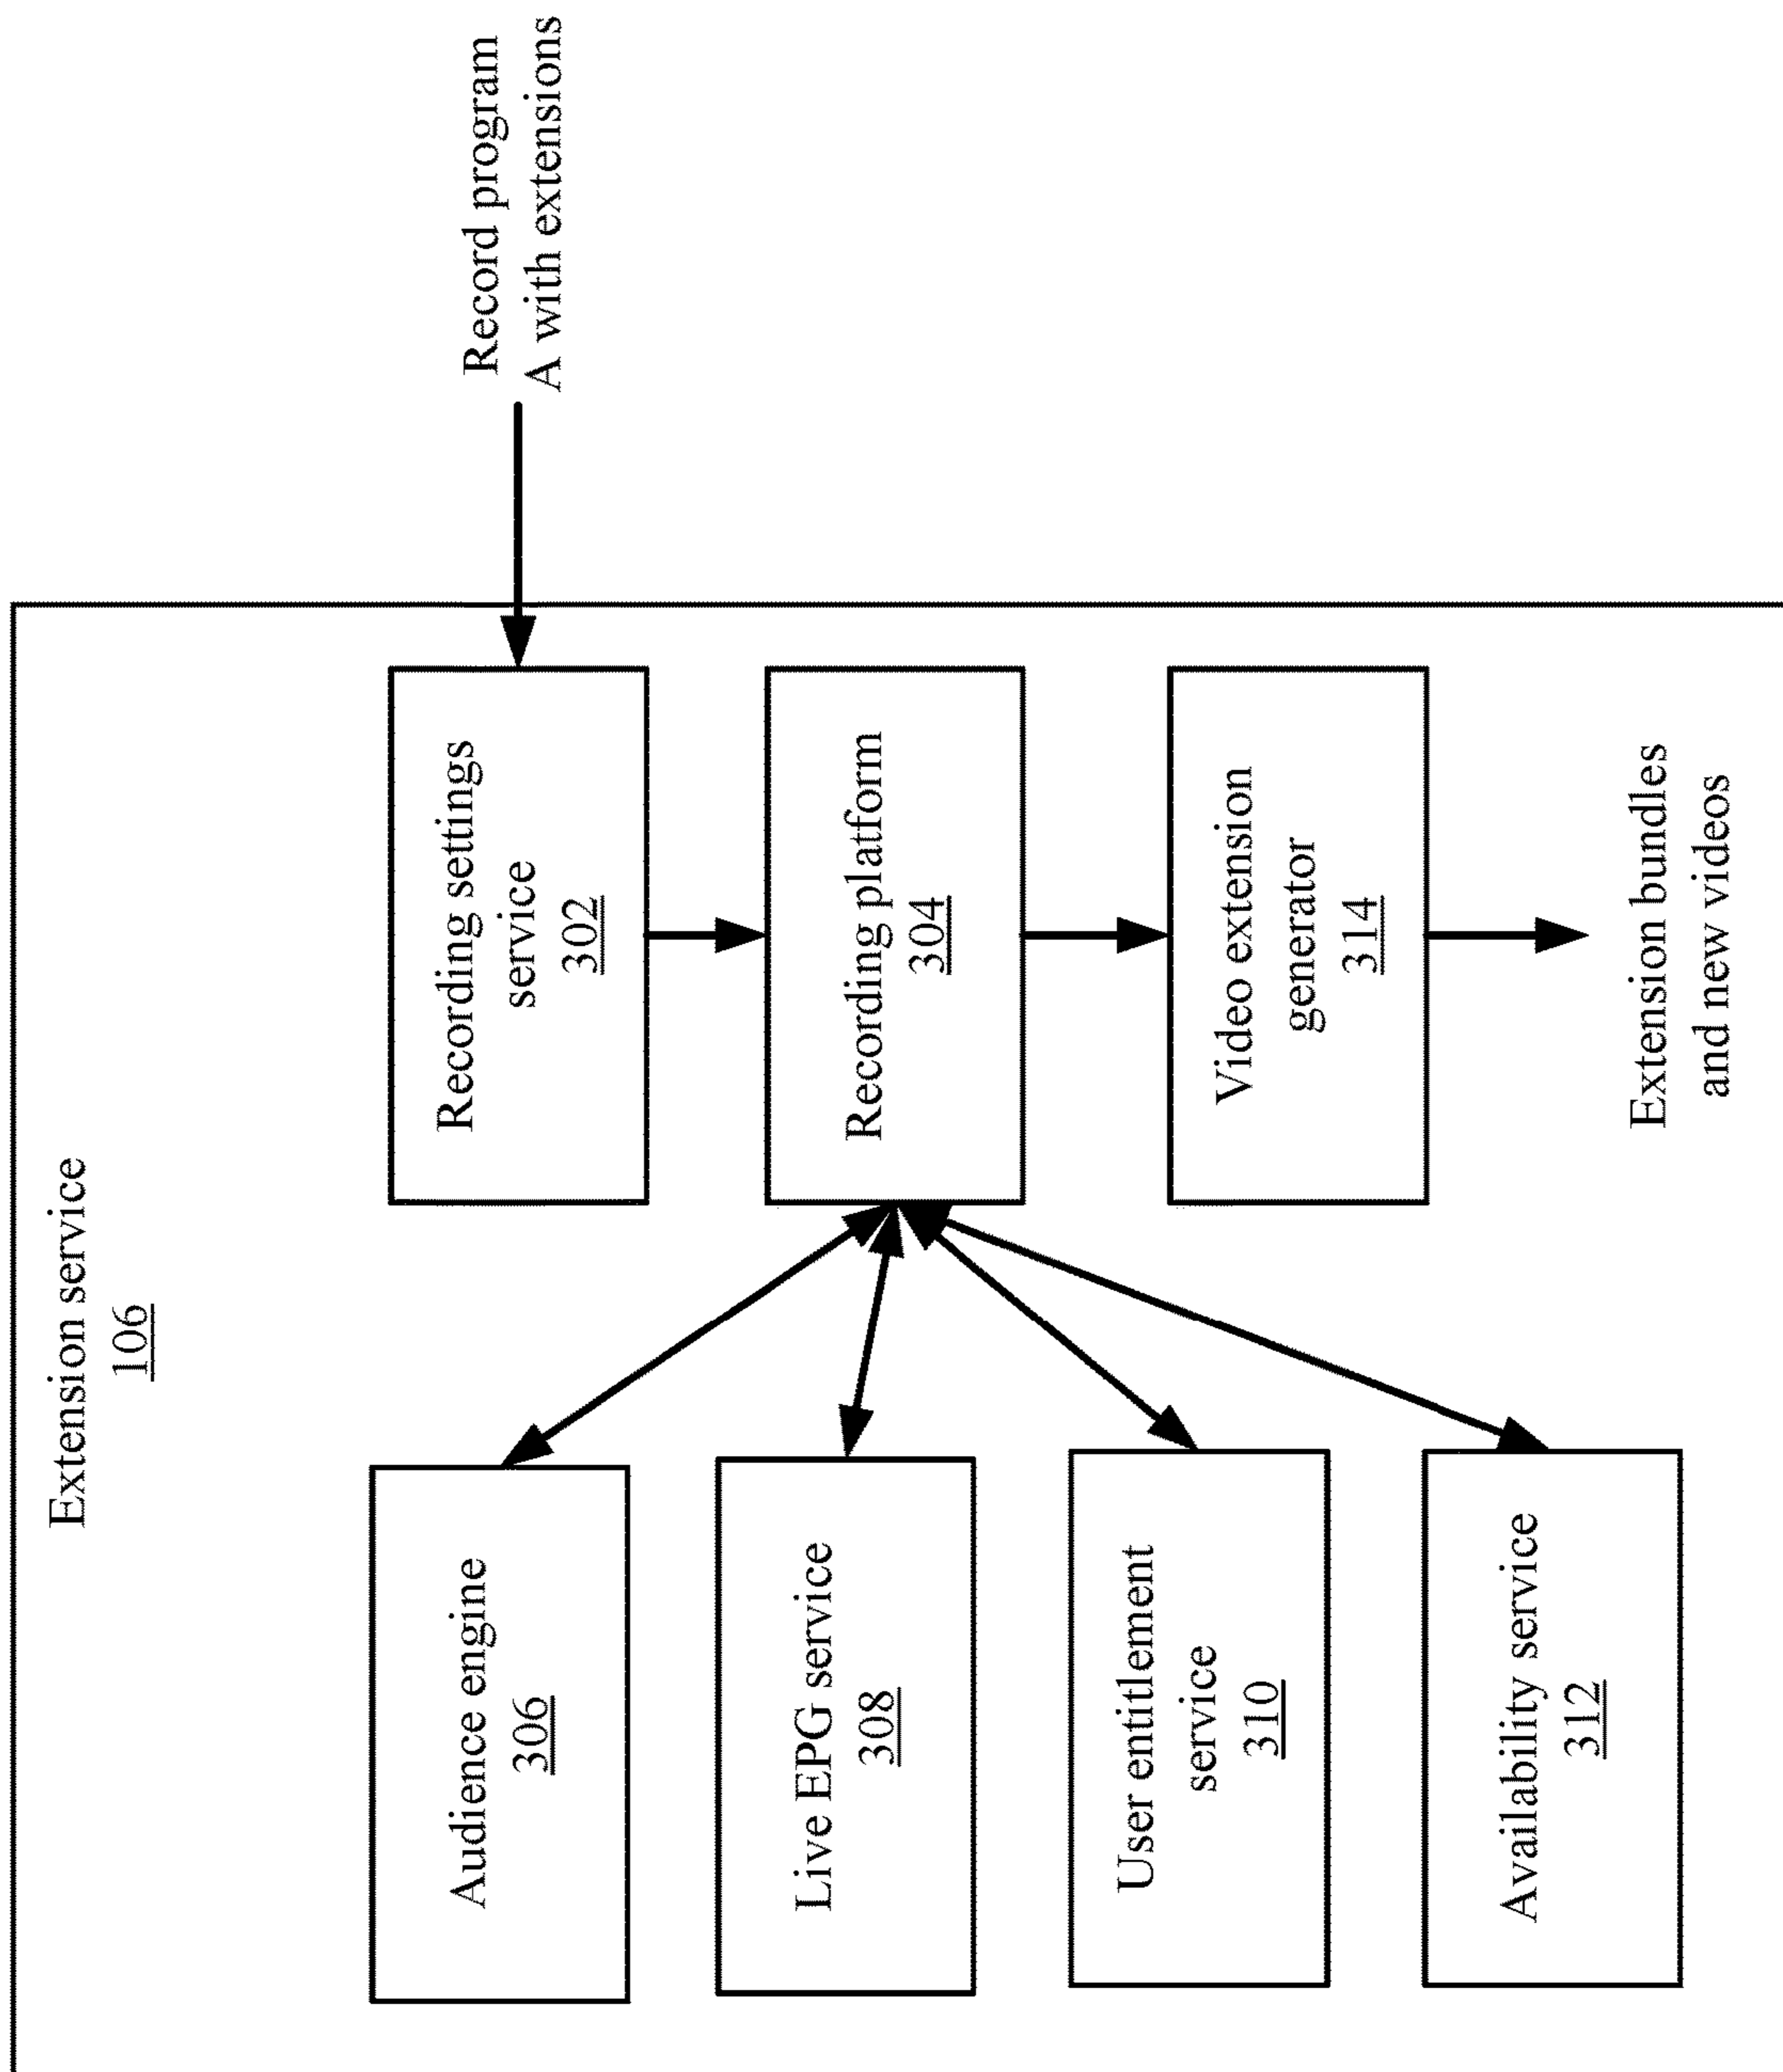 Extension service
106
Record program
A with extensions
Recording settings
service
302
Recording platform
304
Video extension
generator
314
Extension bundles
and new videos
Audience engine
306
Live EPG service
308
User entitlement
service
310
Availability service
312